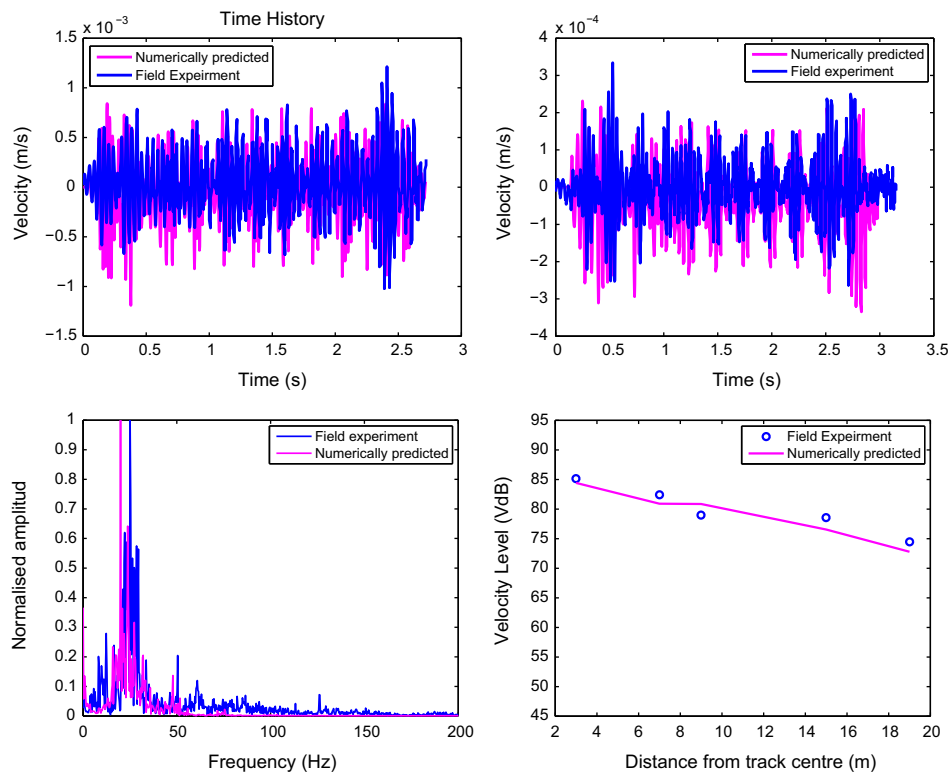 Time History
x 10⁻³
1.5
1
0.5
0
−0.5
−1
−1.5
Velocity (m/s)
Numerically predicted
Field Expeirment
0 0.5 1 1.5 2 2.5 3
Time (s)
x 10⁻⁴
4
3
2
1
0
−1
−2
−3
−4
Velocity (m/s)
Numerically predicted
Field experiment
0 0.5 1 1.5 2 2.5 3 3.5
Time (s)
1
0.9
0.8
0.7
0.6
0.5
0.4
0.3
0.2
0.1
0
Normalised amplitud
Field experiment
Numerically predicted
0 50 100 150 200
Frequency (Hz)
95
90
85
80
75
70
65
60
55
50
45
Velocity Level (VdB)
Field Expeirment
Numerically predicted
2 4 6 8 10 12 14 16 18 20
Distance from track centre (m)